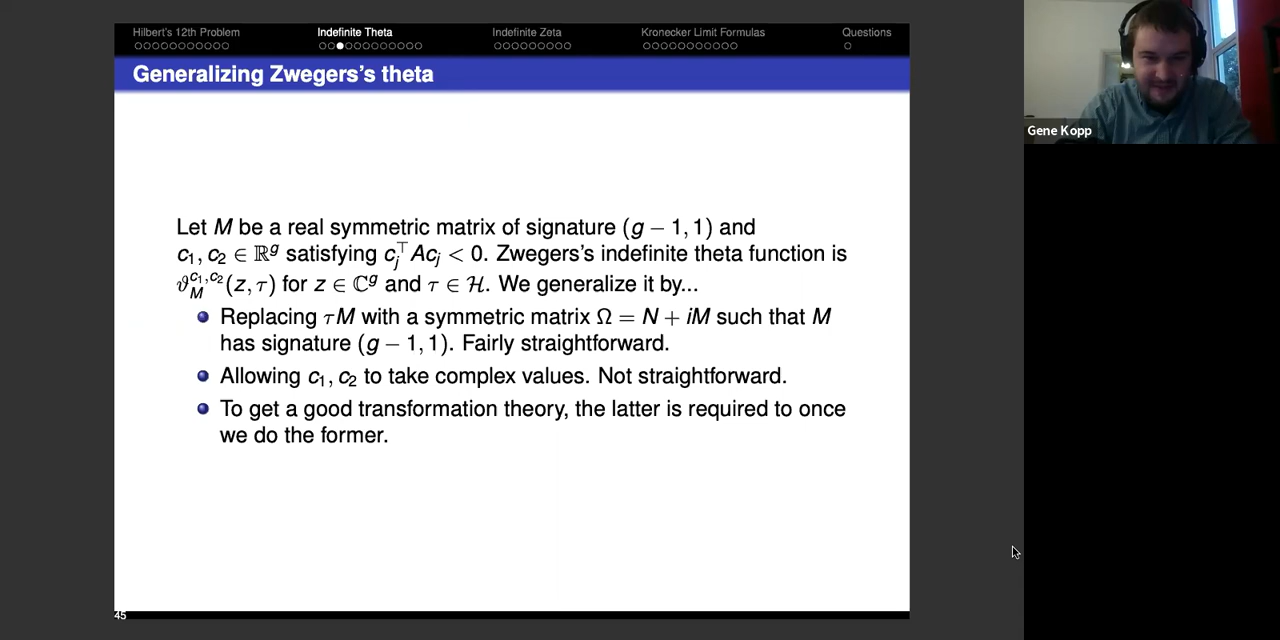 Hilbert's 12th Problem Indefinite Theta Indefinite Zeta Kronecker Limit Formulas Questions
Generalizing Zwegers's theta
Let M be a real symmetric matrix of signature (g − 1, 1) and
c₁, c₂ ∈ ℝᵍ satisfying cⱼ⊤Acⱼ < 0. Zwegers's indefinite theta function is
ϑ_M^{c₁,c₂}(z, τ) for z ∈ ℂᵍ and τ ∈ ℋ. We generalize it by...
Replacing τM with a symmetric matrix Ω = N + iM such that M
has signature (g − 1, 1). Fairly straightforward.
Allowing c₁, c₂ to take complex values. Not straightforward.
To get a good transformation theory, the latter is required to once
we do the former.
45
Gene Kopp